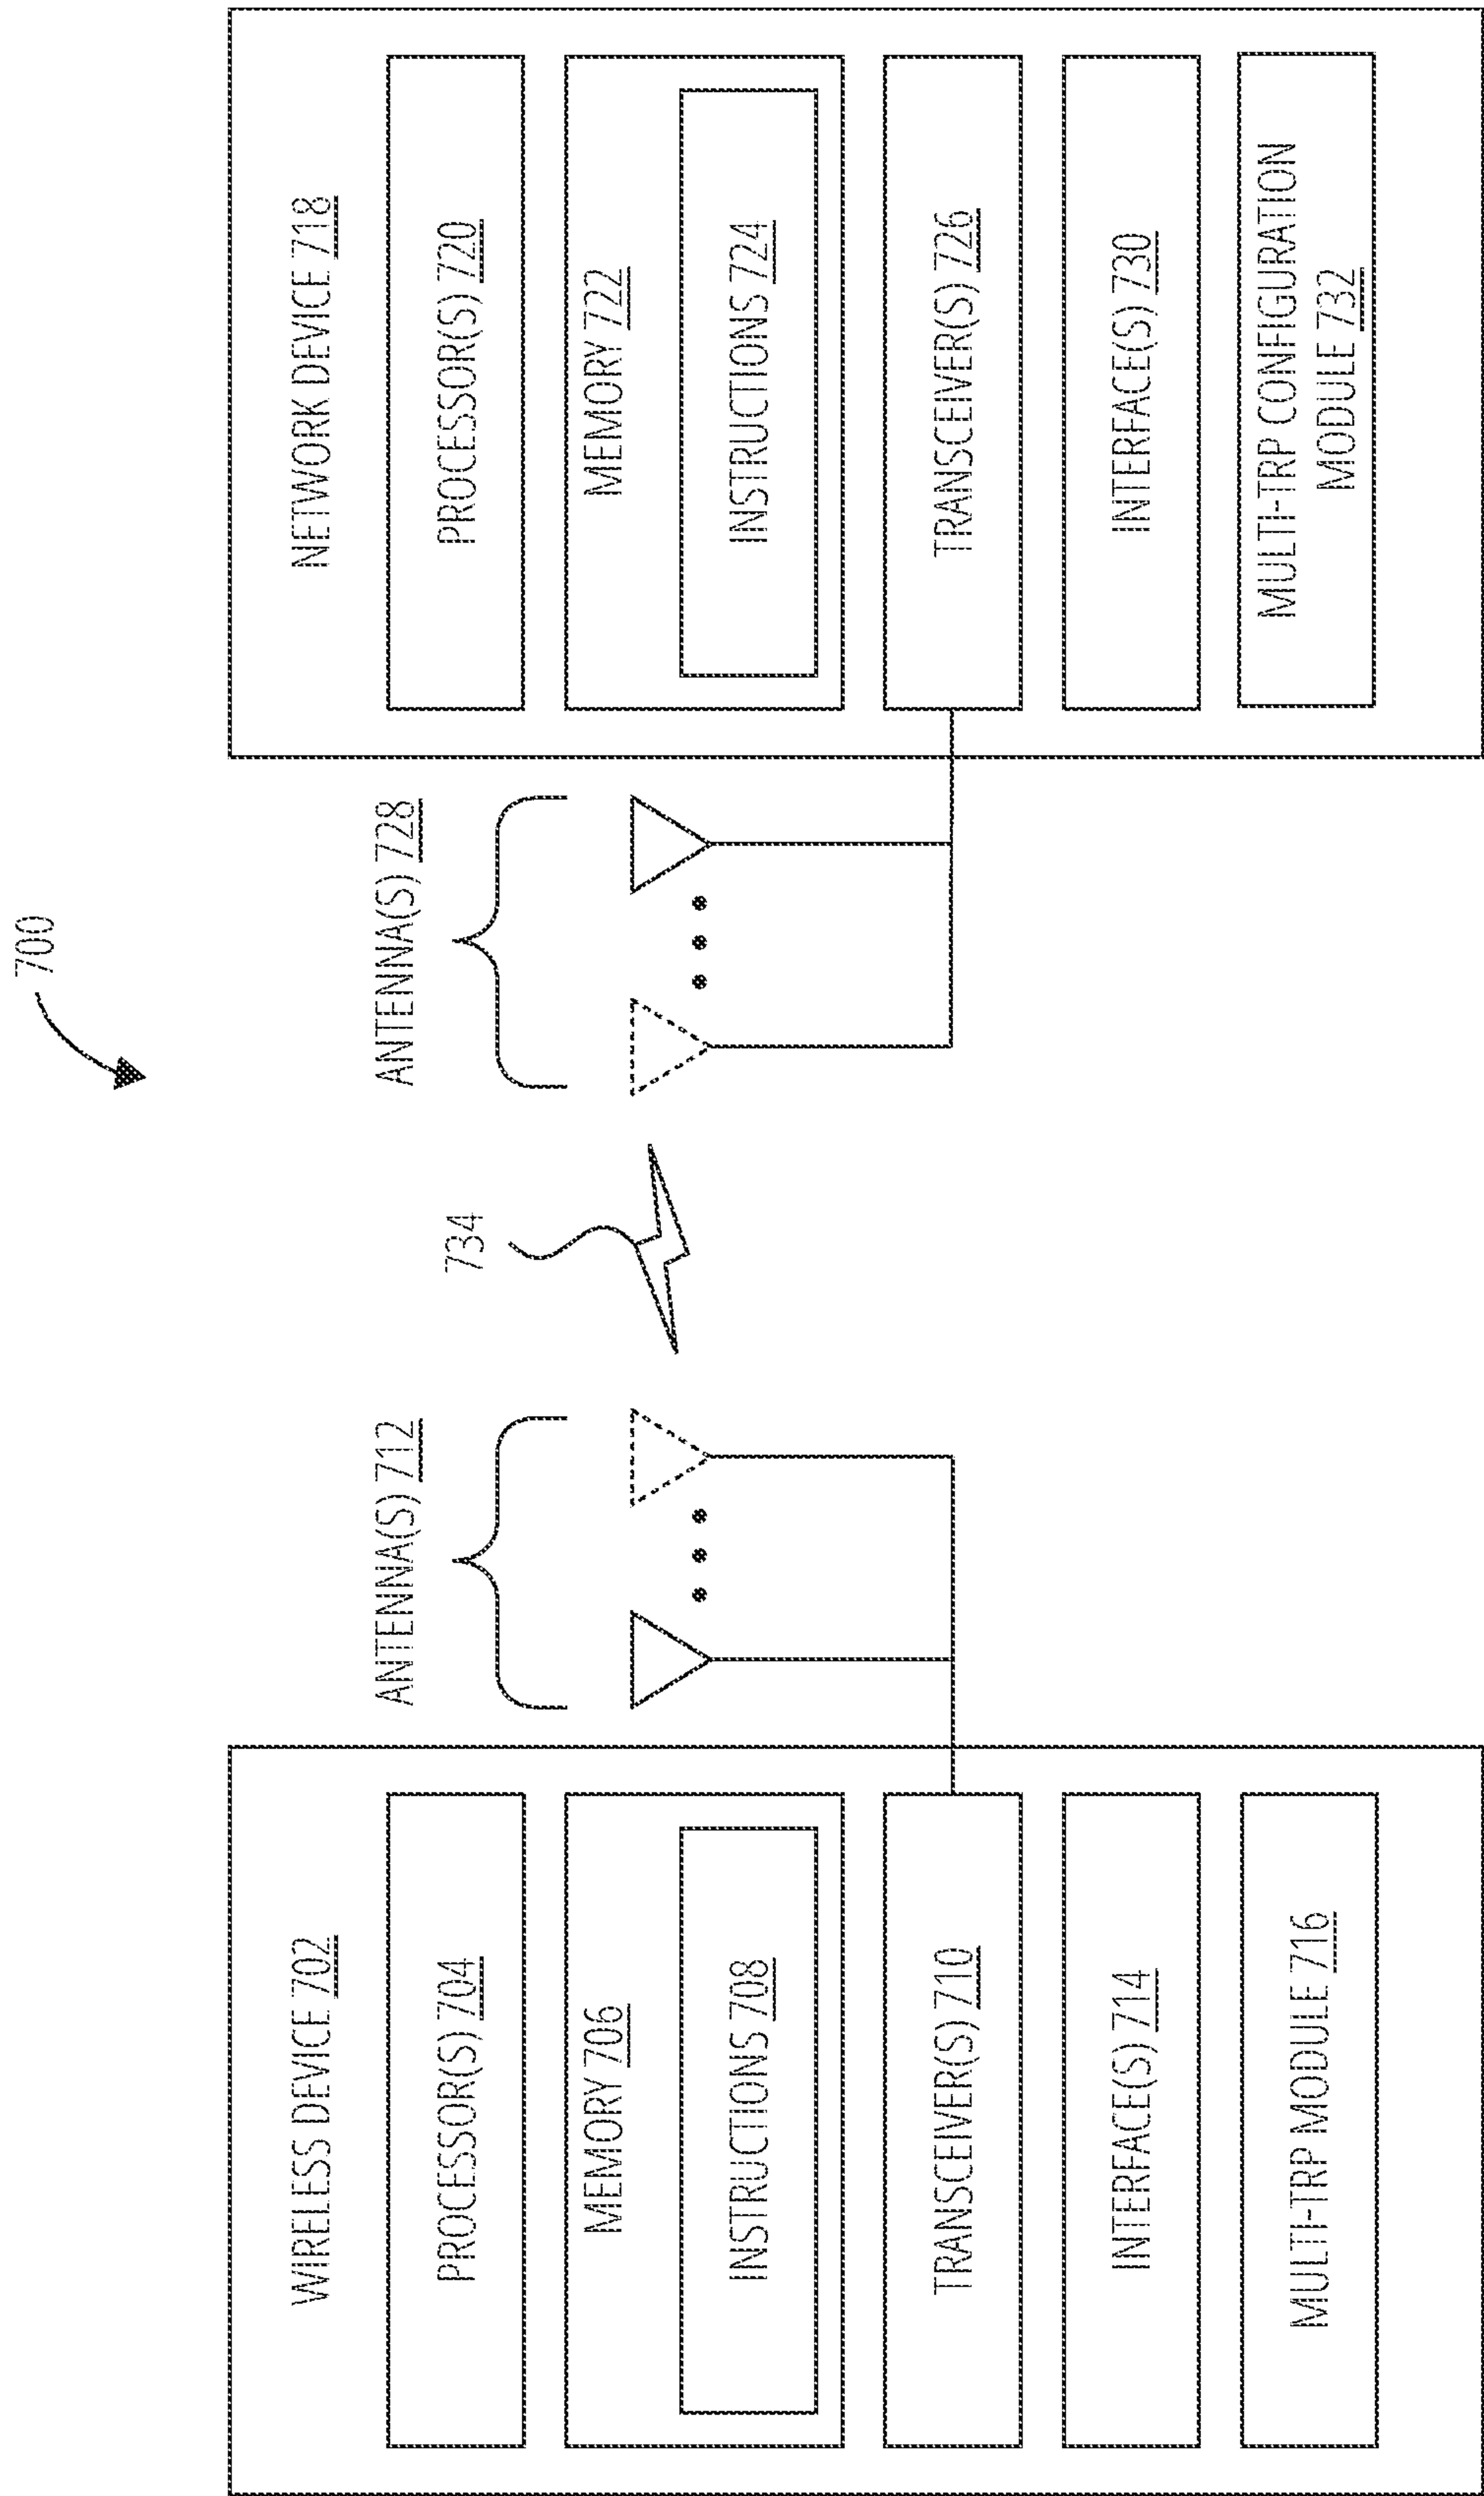 700
WIRELESS DEVICE 702
PROCESSOR(S) 704
MEMORY 706
INSTRUCTIONS 708
TRANSCEIVER(S) 710
INTERFACE(S) 714
MULTI-TRP MODULE 716
ANTENNA(S) 712
734
ANTENNA(S) 728
NETWORK DEVICE 718
PROCESSOR(S) 720
MEMORY 722
INSTRUCTIONS 724
TRANSCEIVER(S) 726
INTERFACE(S) 730
MULTI-TRP CONFIGURATION
MODULE 732